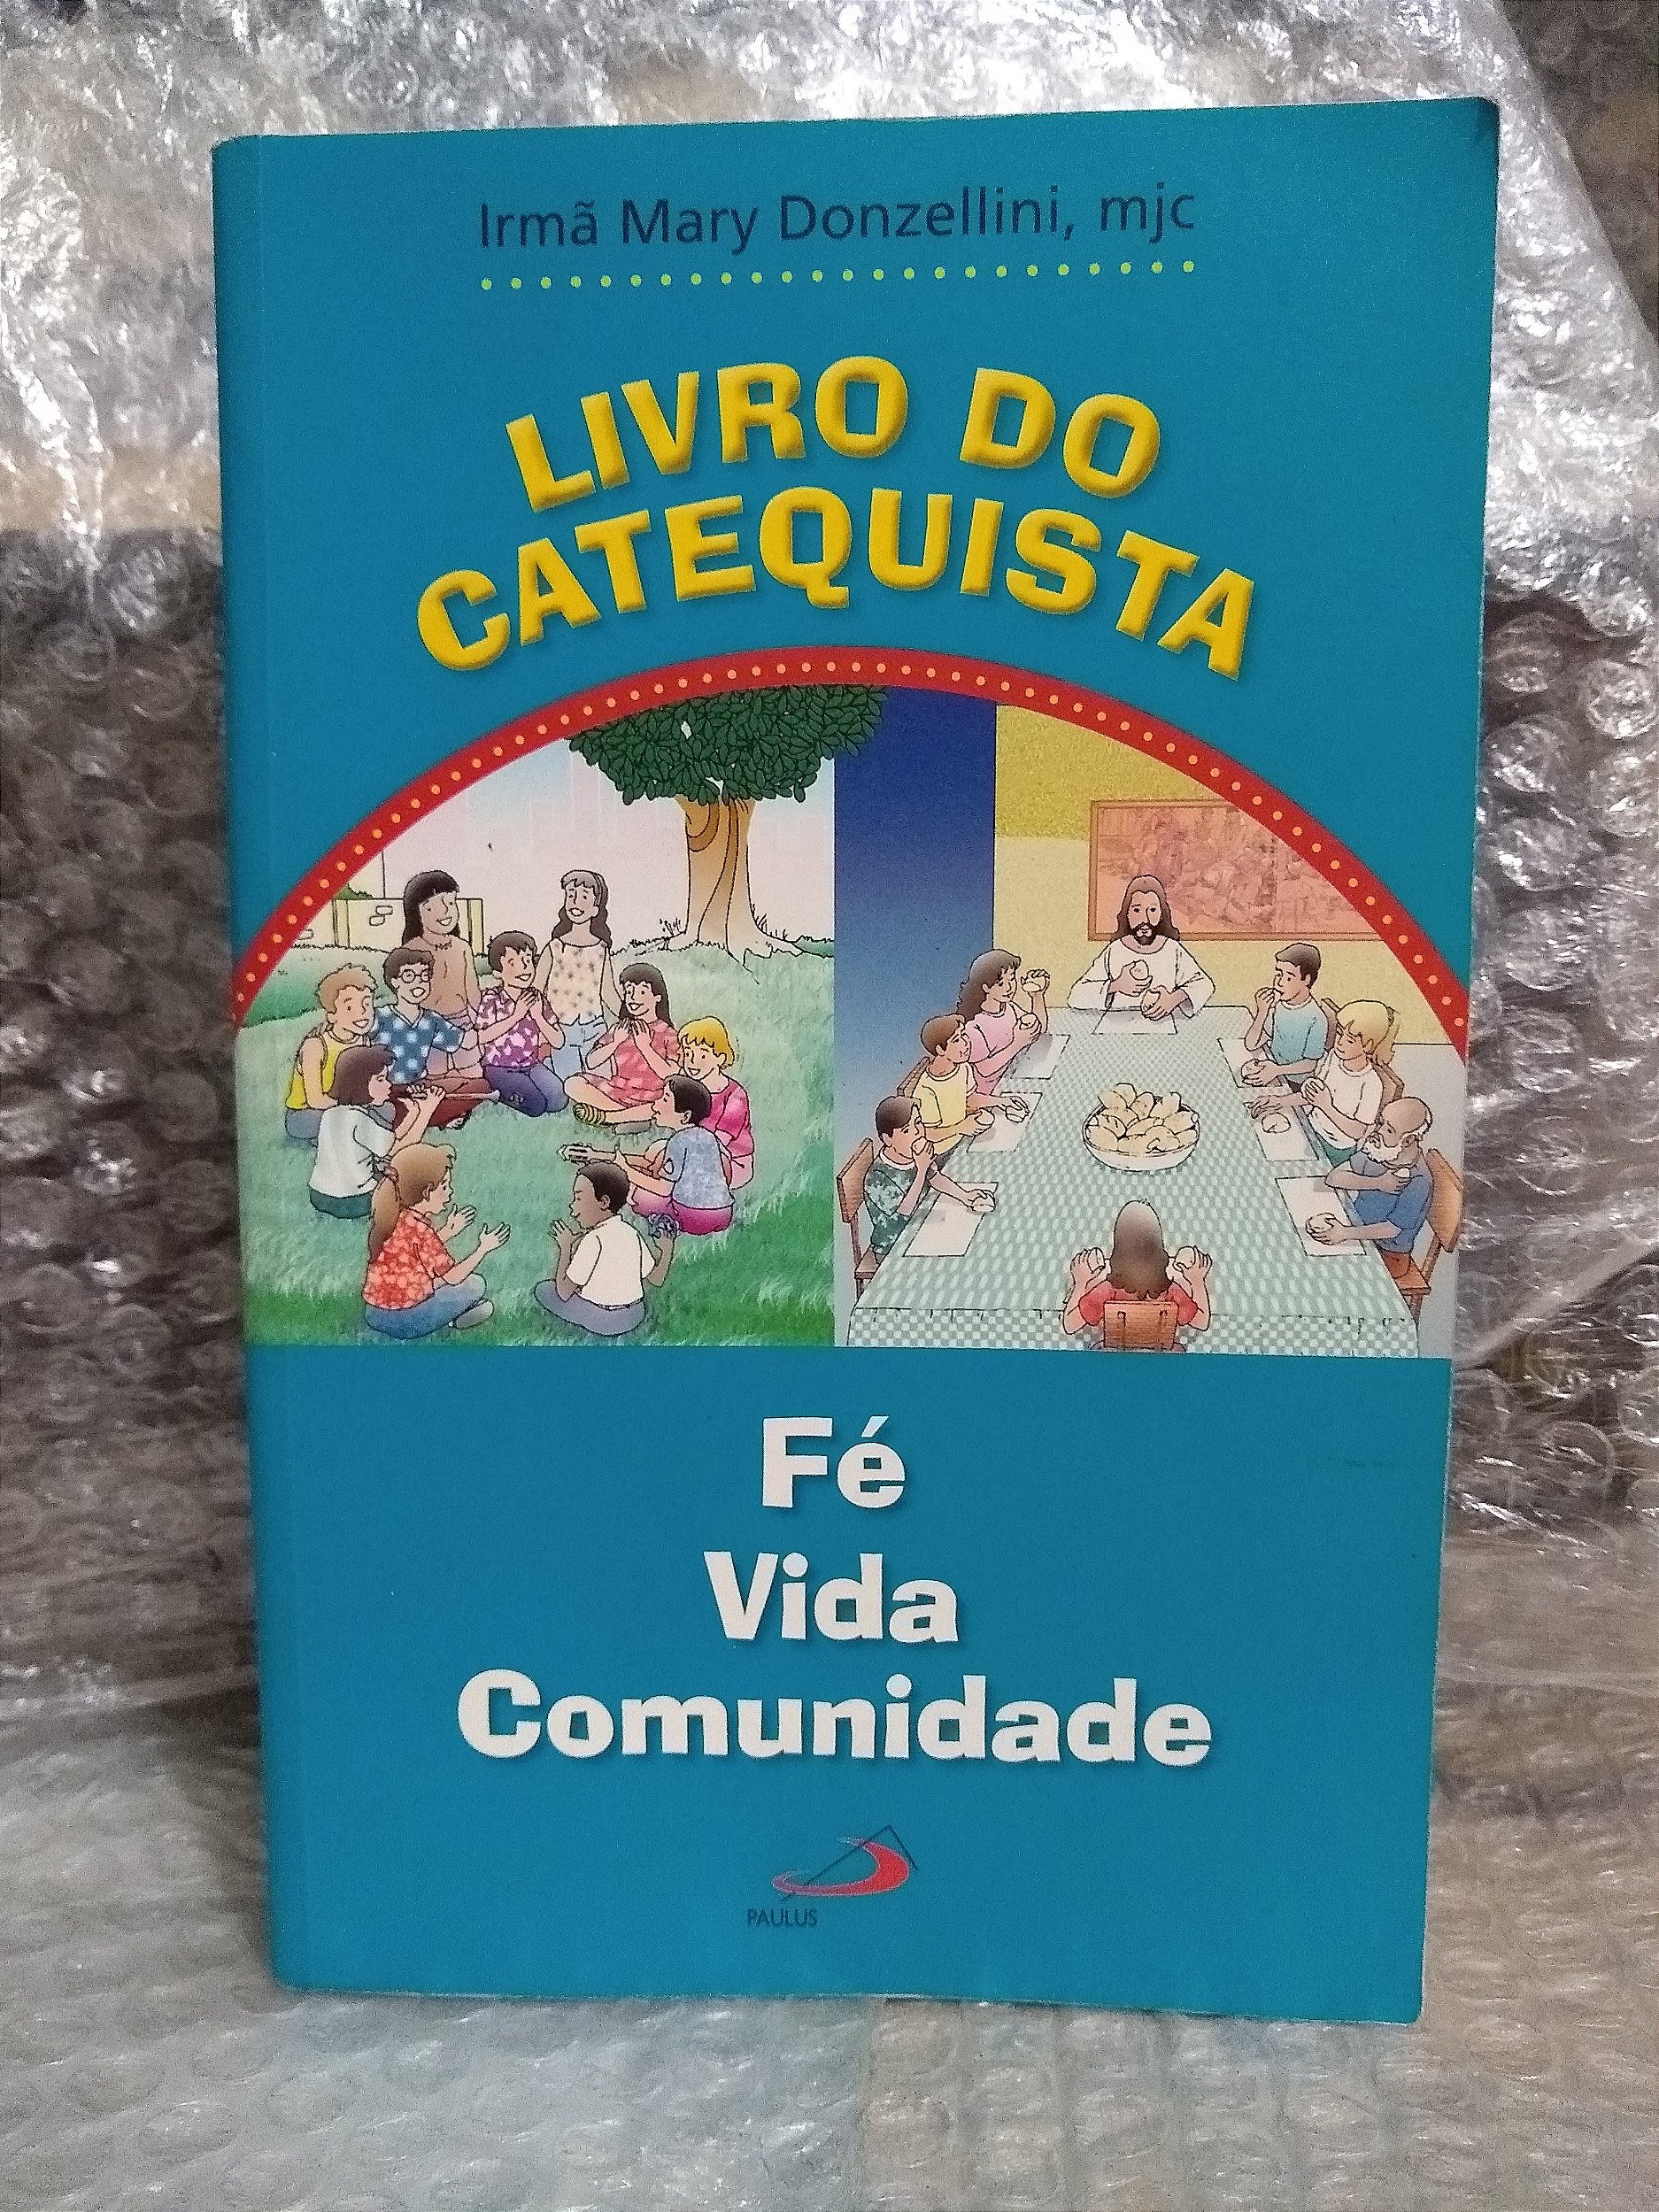 Irmã Mary Donzellini, mjc
LIVRO DO
CATEQUISTA
Fé
Vida
Comunidade
PAULUS